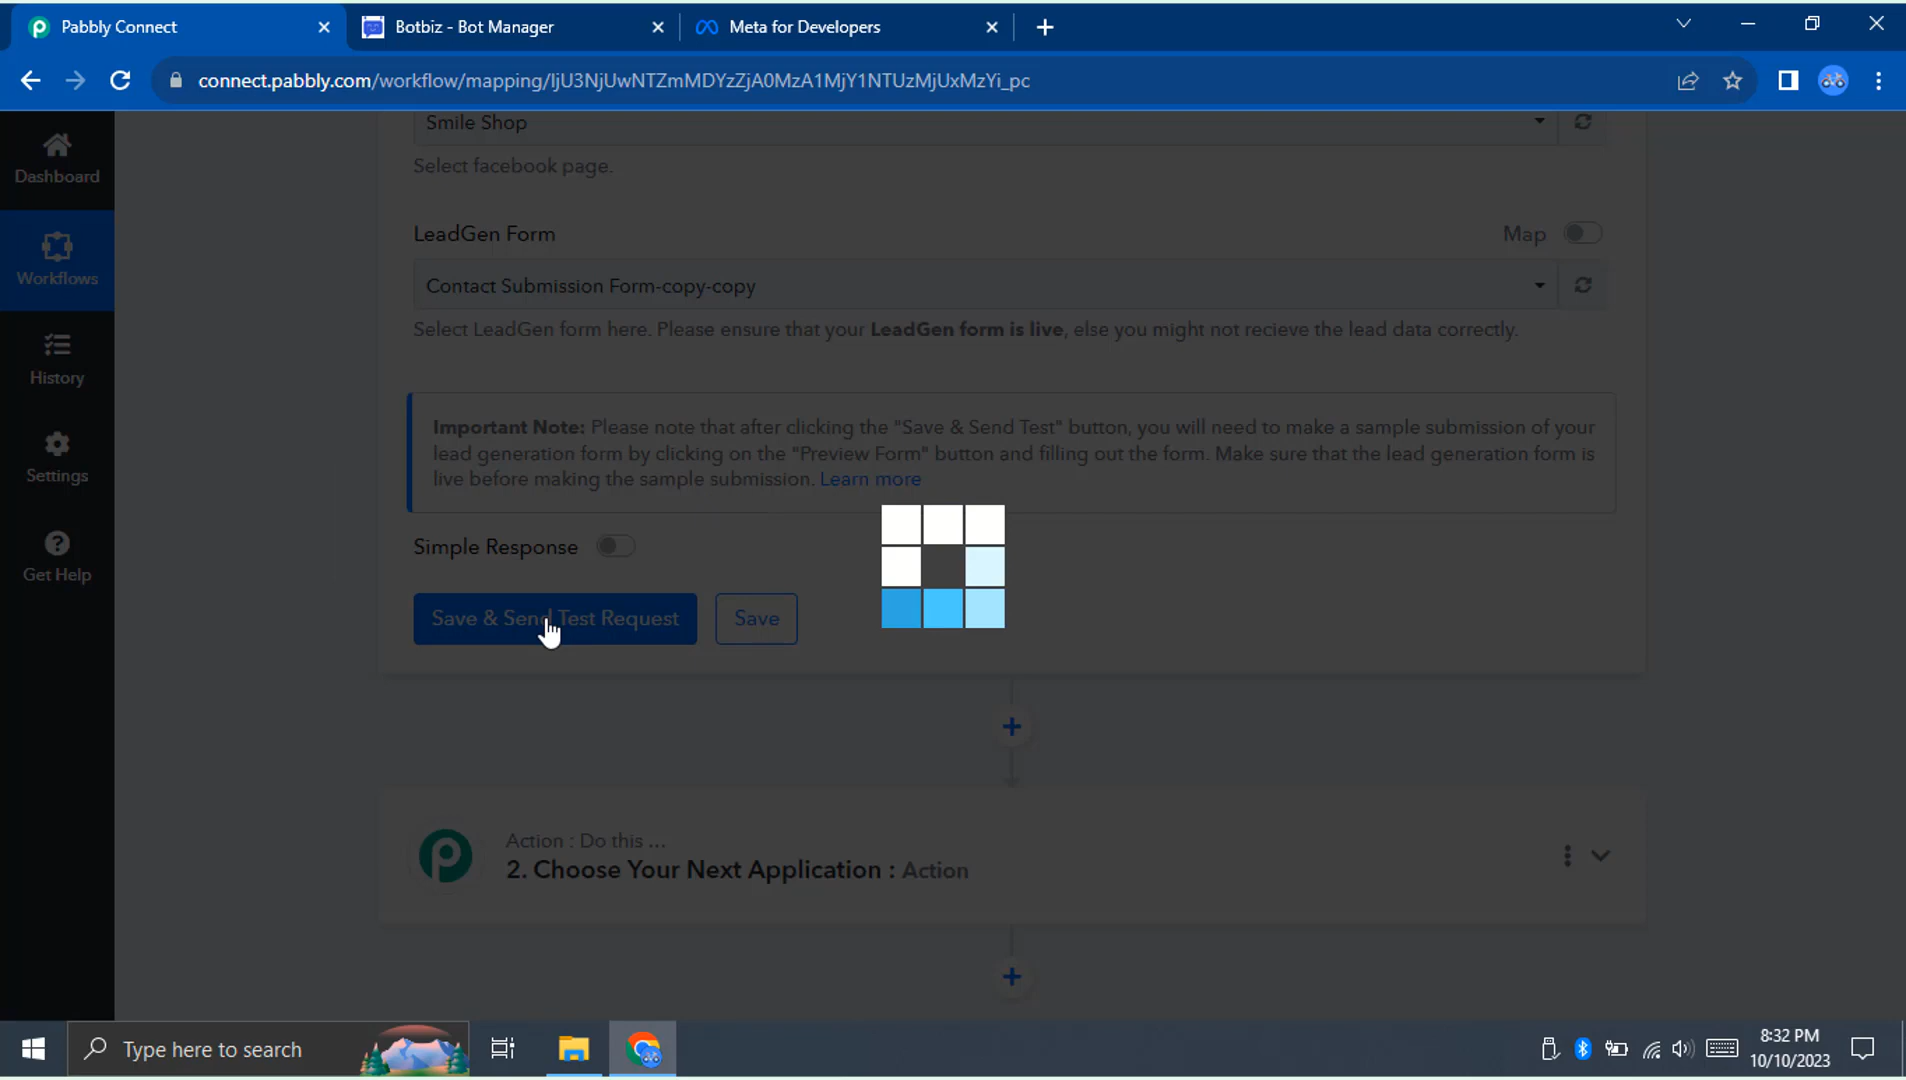 Pabbly Connect
Botbiz - Bot Manager
Meta for Developers
connect.pabbly.com/workflow/mapping/IjU3NjUwNTZmMDYzZjA0MzA1MjY1NTUzMjUxMzYi_pc
Dashboard
Workflows
History
Settings
Get Help
Smile Shop
Select facebook page.
LeadGen Form
Map
Contact Submission Form-copy-copy
Select LeadGen form here. Please ensure that your LeadGen form is live, else you might not recieve the lead data correctly.
Important Note: Please note that after clicking the "Save & Send Test" button, you will need to make a sample submission of your
lead generation form by clicking on the "Preview Form" button and filling out the form. Make sure that the lead generation form is
live before making the sample submission. Learn more
Simple Response
Save & Send Test Request
Save
Action : Do this ...
2. Choose Your Next Application : Action
Type here to search
8:32 PM
10/10/2023